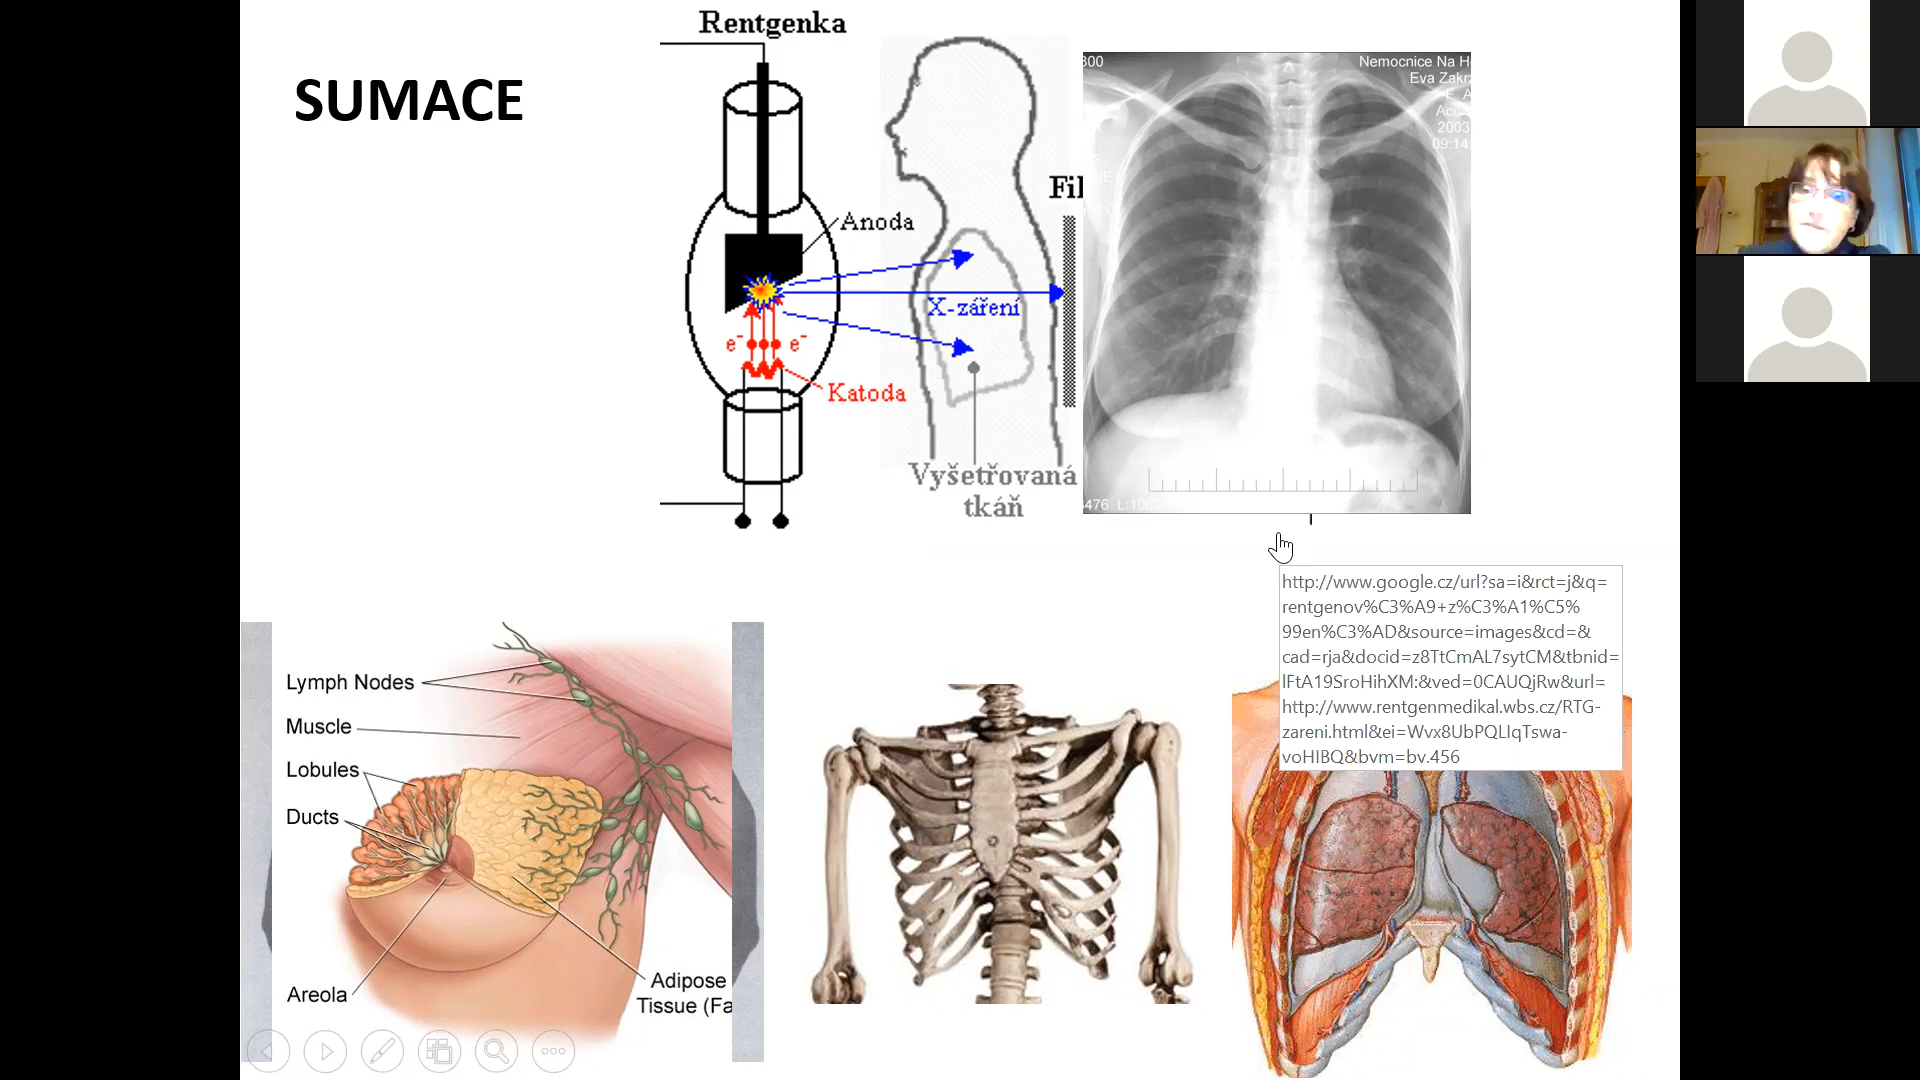 SUMACE
Rentgenka
Anoda
X-záření
e-
e-
Katoda
Vyšetřovaná
tkáň
Fil
300
Nemocnice Na H
Eva Zakr
2003
09:14
http://www.google.cz/url?sa=i&rct=j&q=
rentgenov%C3%A9+z%C3%A1%C5%
99en%C3%AD&source=images&cd=&
cad=rja&docid=z8TtCmAL7sytCM&tbnid=
lFtA19SroHihXM:&ved=0CAUQjRw&url=
http://www.rentgenmedikal.wbs.cz/RTG-
zareni.html&ei=Wvx8UbPQLIqTswa-
voHIBQ&bvm=bv.456
Lymph Nodes
Muscle
Lobules
Ducts
Areola
Adipose
Tissue (Fa